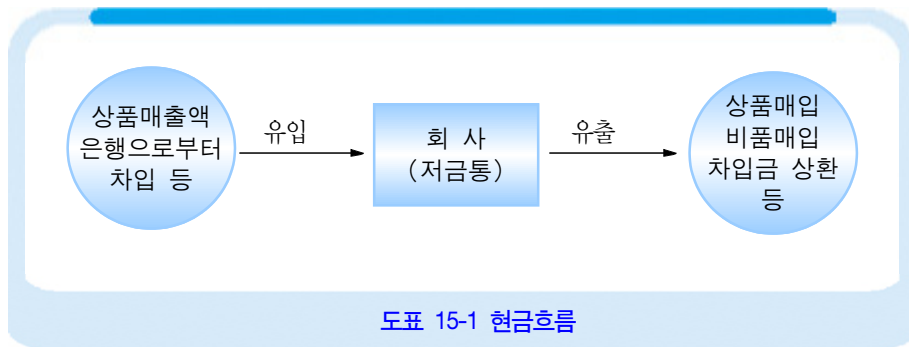 상품매출액
은행으로부터
차입 등
유입
회 사
(저금통)
유출
상품매입
비품매입
차입금 상환
등
도표 15-1 현금흐름